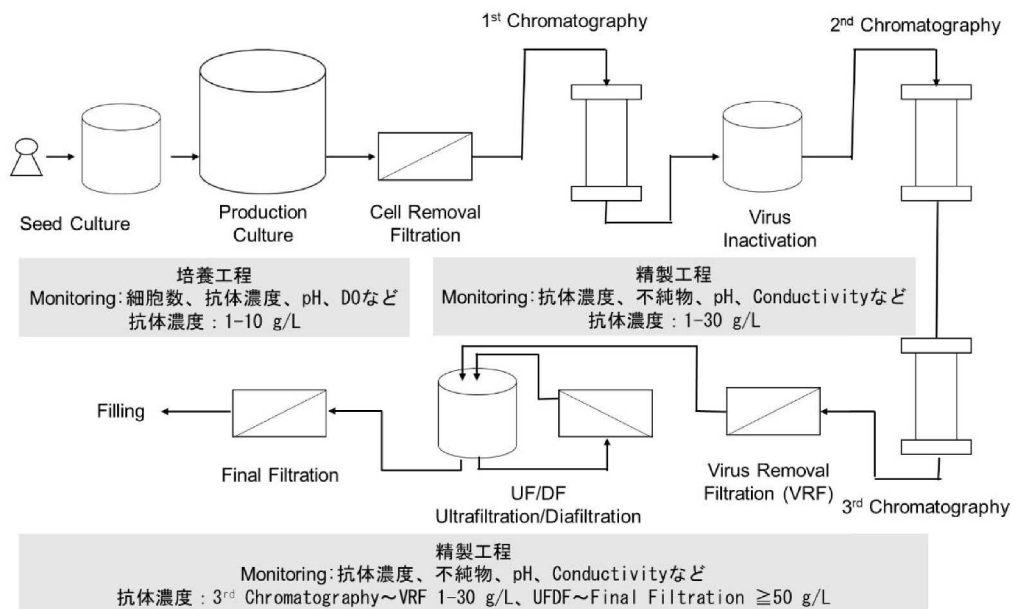 1st Chromatography
2nd Chromatography
Seed Culture
Production
Culture
Cell Removal
Filtration
Virus
Inactivation
培養工程
Monitoring:細胞数、抗体濃度、pH、DOなど
抗体濃度：1-10 g/L
精製工程
Monitoring:抗体濃度、不純物、pH、Conductivityなど
抗体濃度：1-30 g/L
Filling
Final Filtration
UF/DF
Ultrafiltration/Diafiltration
Virus Removal
Filtration (VRF)
3rd Chromatography
精製工程
Monitoring:抗体濃度、不純物、pH、Conductivityなど
抗体濃度：3rd Chromatography～VRF 1-30 g/L、UFDF～Final Filtration ≧50 g/L